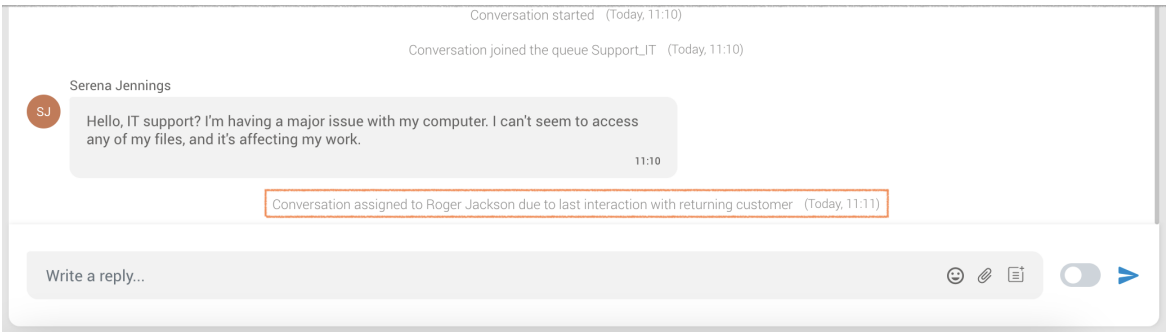 Conversation started (Today, 11:10)
Conversation joined the queue Support_IT (Today, 11:10)
Serena Jennings
SJ
Hello, IT support? I'm having a major issue with my computer. I can't seem to access
any of my files, and it's affecting my work.
11:10
Conversation assigned to Roger Jackson due to last interaction with returning customer (Today, 11:11)
Write a reply...